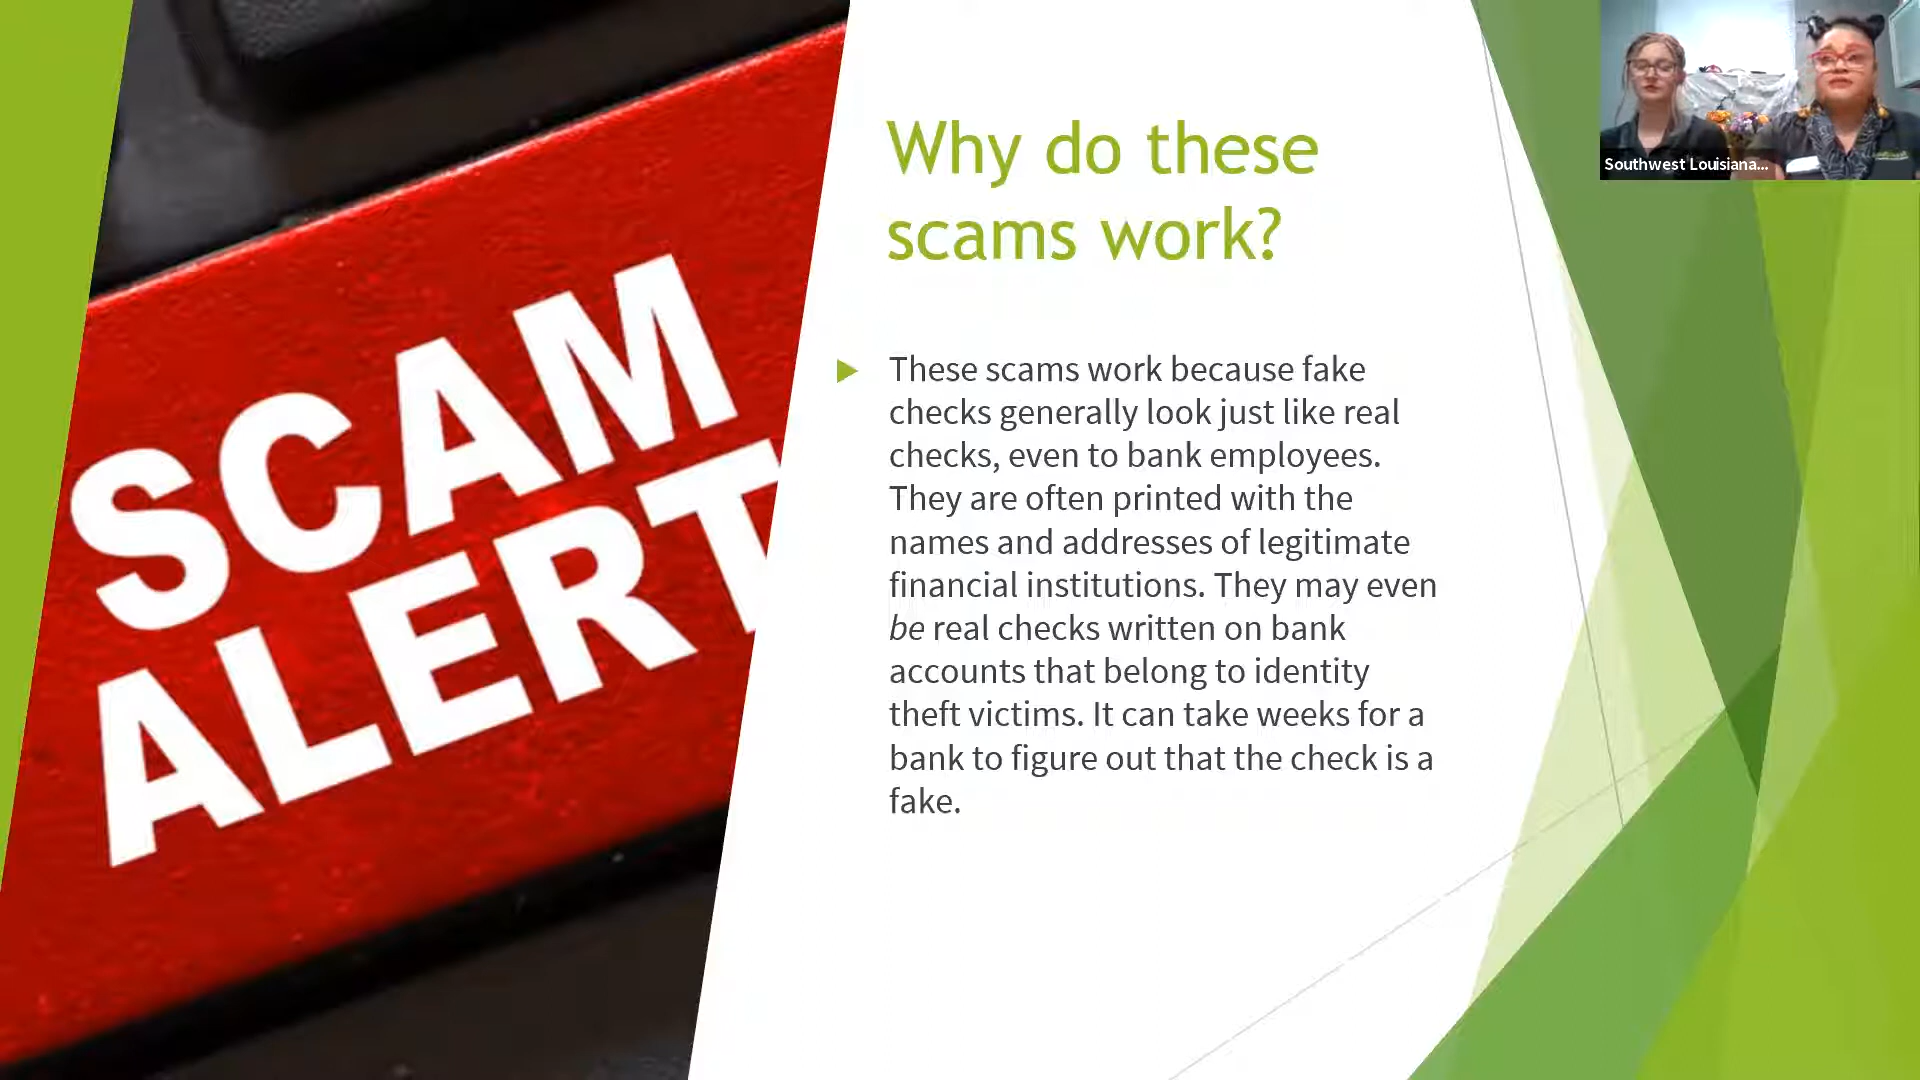 SCAM
ALERT
Why do these
scams work?
These scams work because fake
checks generally look just like real
checks, even to bank employees.
They are often printed with the
names and addresses of legitimate
financial institutions. They may even
be real checks written on bank
accounts that belong to identity
theft victims. It can take weeks for a
bank to figure out that the check is a
fake.
Southwest Louisiana...